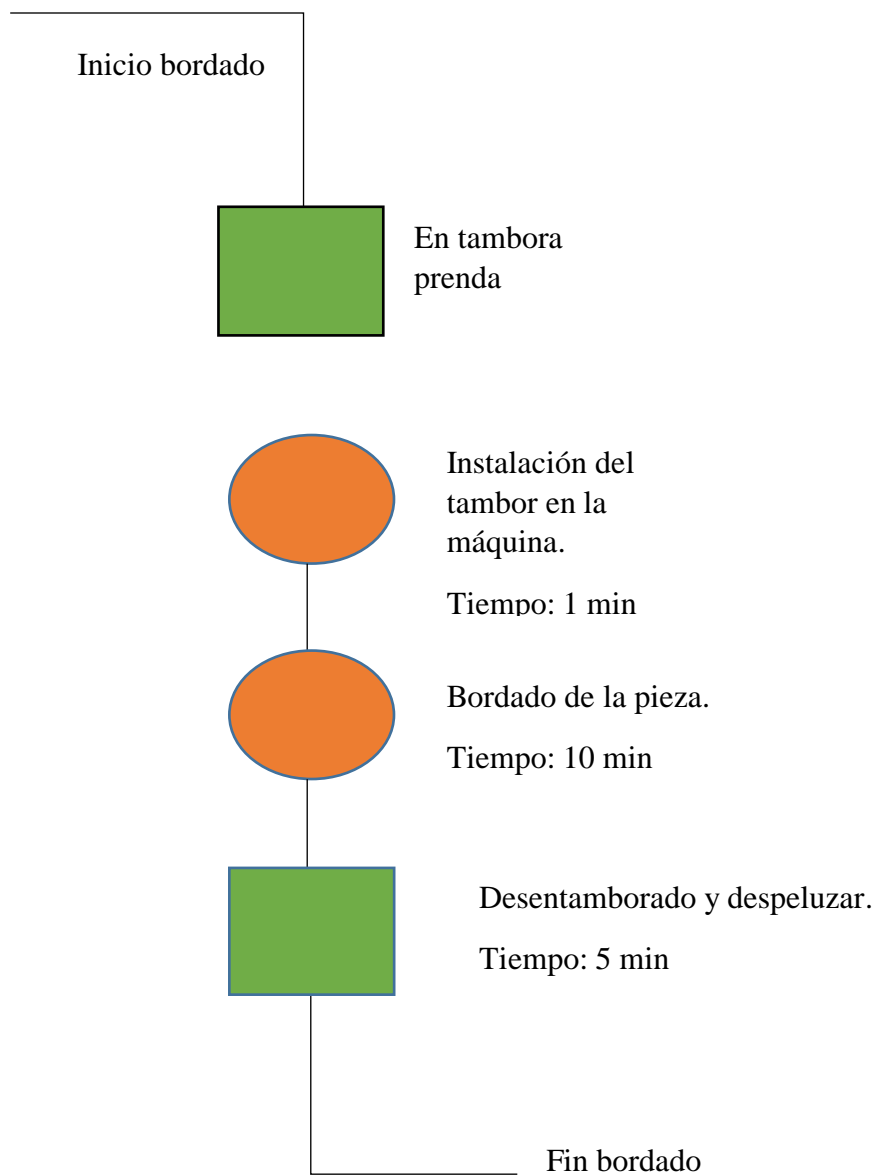 Inicio bordado
En tambora
prenda
Instalación del
tambor en la
máquina.
Tiempo: 1 min
Bordado de la pieza.
Tiempo: 10 min
Desentamborado y despeluzar.
Tiempo: 5 min
Fin bordado